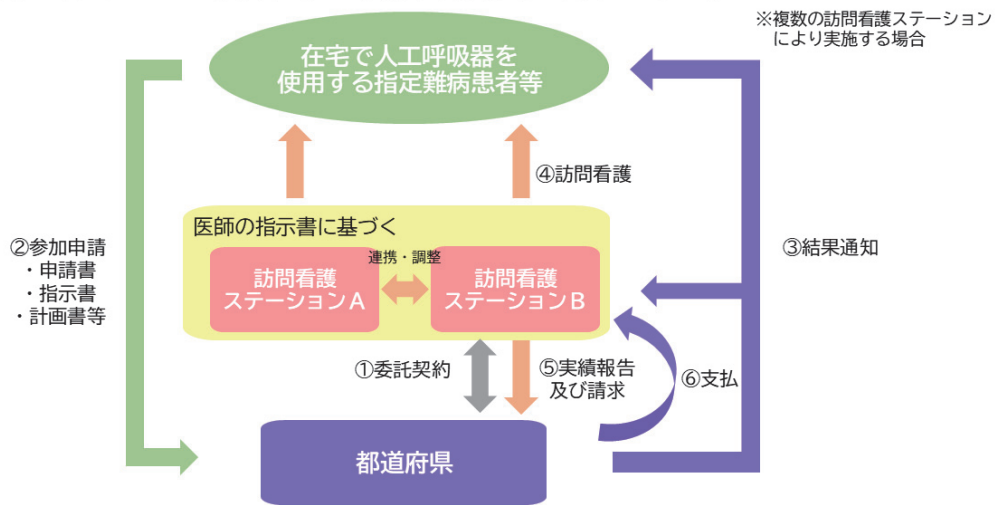 ※複数の訪問看護ステーション
により実施する場合
在宅で人工呼吸器を
使用する指定難病患者等
④訪問看護
医師の指示書に基づく
②参加申請
・申請書
・指示書
・計画書等
連携・調整
訪問看護
ステーションA
訪問看護
ステーションB
③結果通知
①委託契約
⑤実績報告
及び請求
⑥支払
都道府県